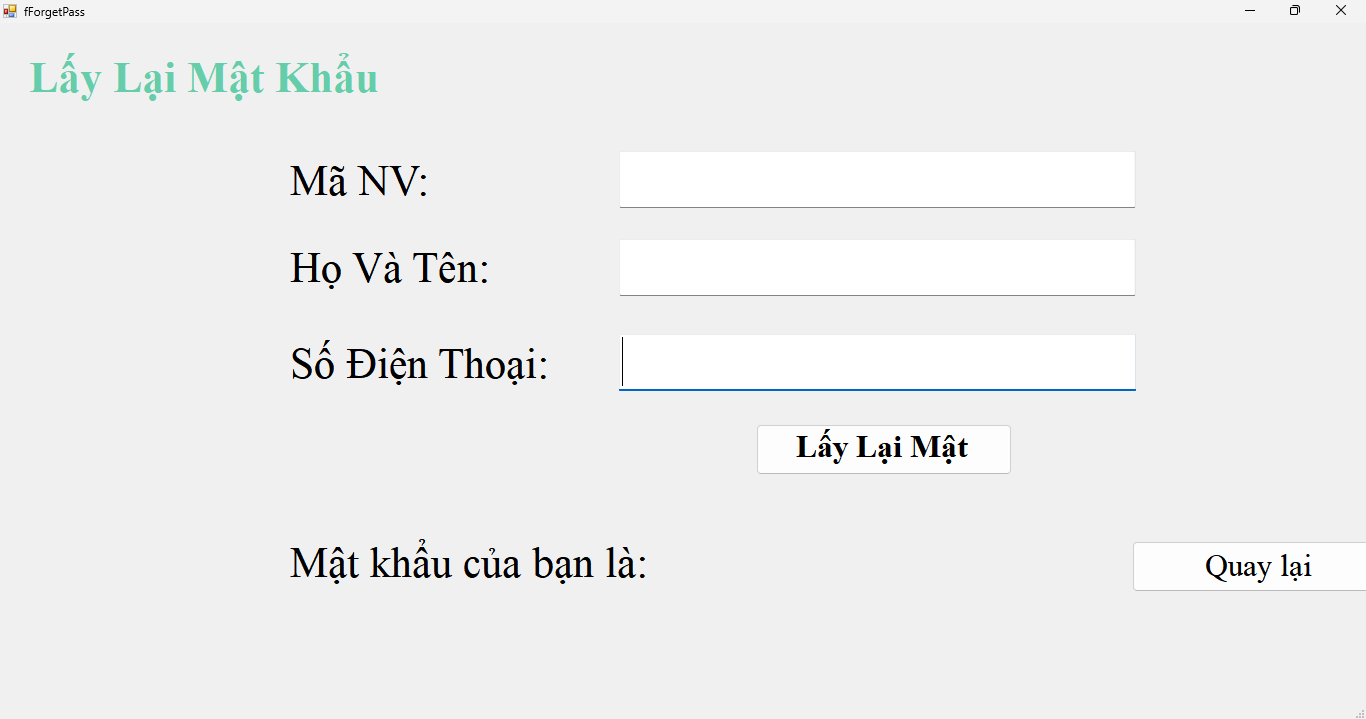 fForgetPass
Lấy Lại Mật Khẩu
Mã NV:
Họ Và Tên:
Số Điện Thoại:
Lấy Lại Mật
Mật khẩu của bạn là:
Quay lại